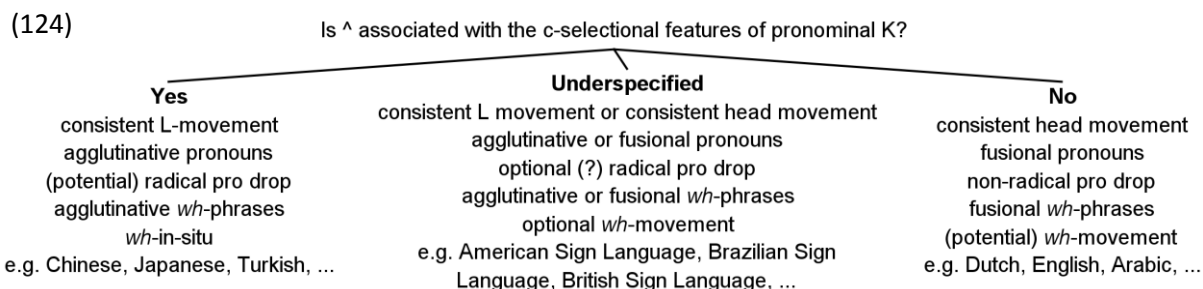 (124)
Is ^ associated with the c-selectional features of pronominal K?
Yes
consistent L-movement
agglutinative pronouns
(potential) radical pro drop
agglutinative wh-phrases
wh-in-situ
e.g. Chinese, Japanese, Turkish, ...
Underspecified
consistent L movement or consistent head movement
agglutinative or fusional pronouns
optional (?) radical pro drop
agglutinative or fusional wh-phrases
optional wh-movement
e.g. American Sign Language, Brazilian Sign
Language, British Sign Language, ...
No
consistent head movement
fusional pronouns
non-radical pro drop
fusional wh-phrases
(potential) wh-movement
e.g. Dutch, English, Arabic, ...